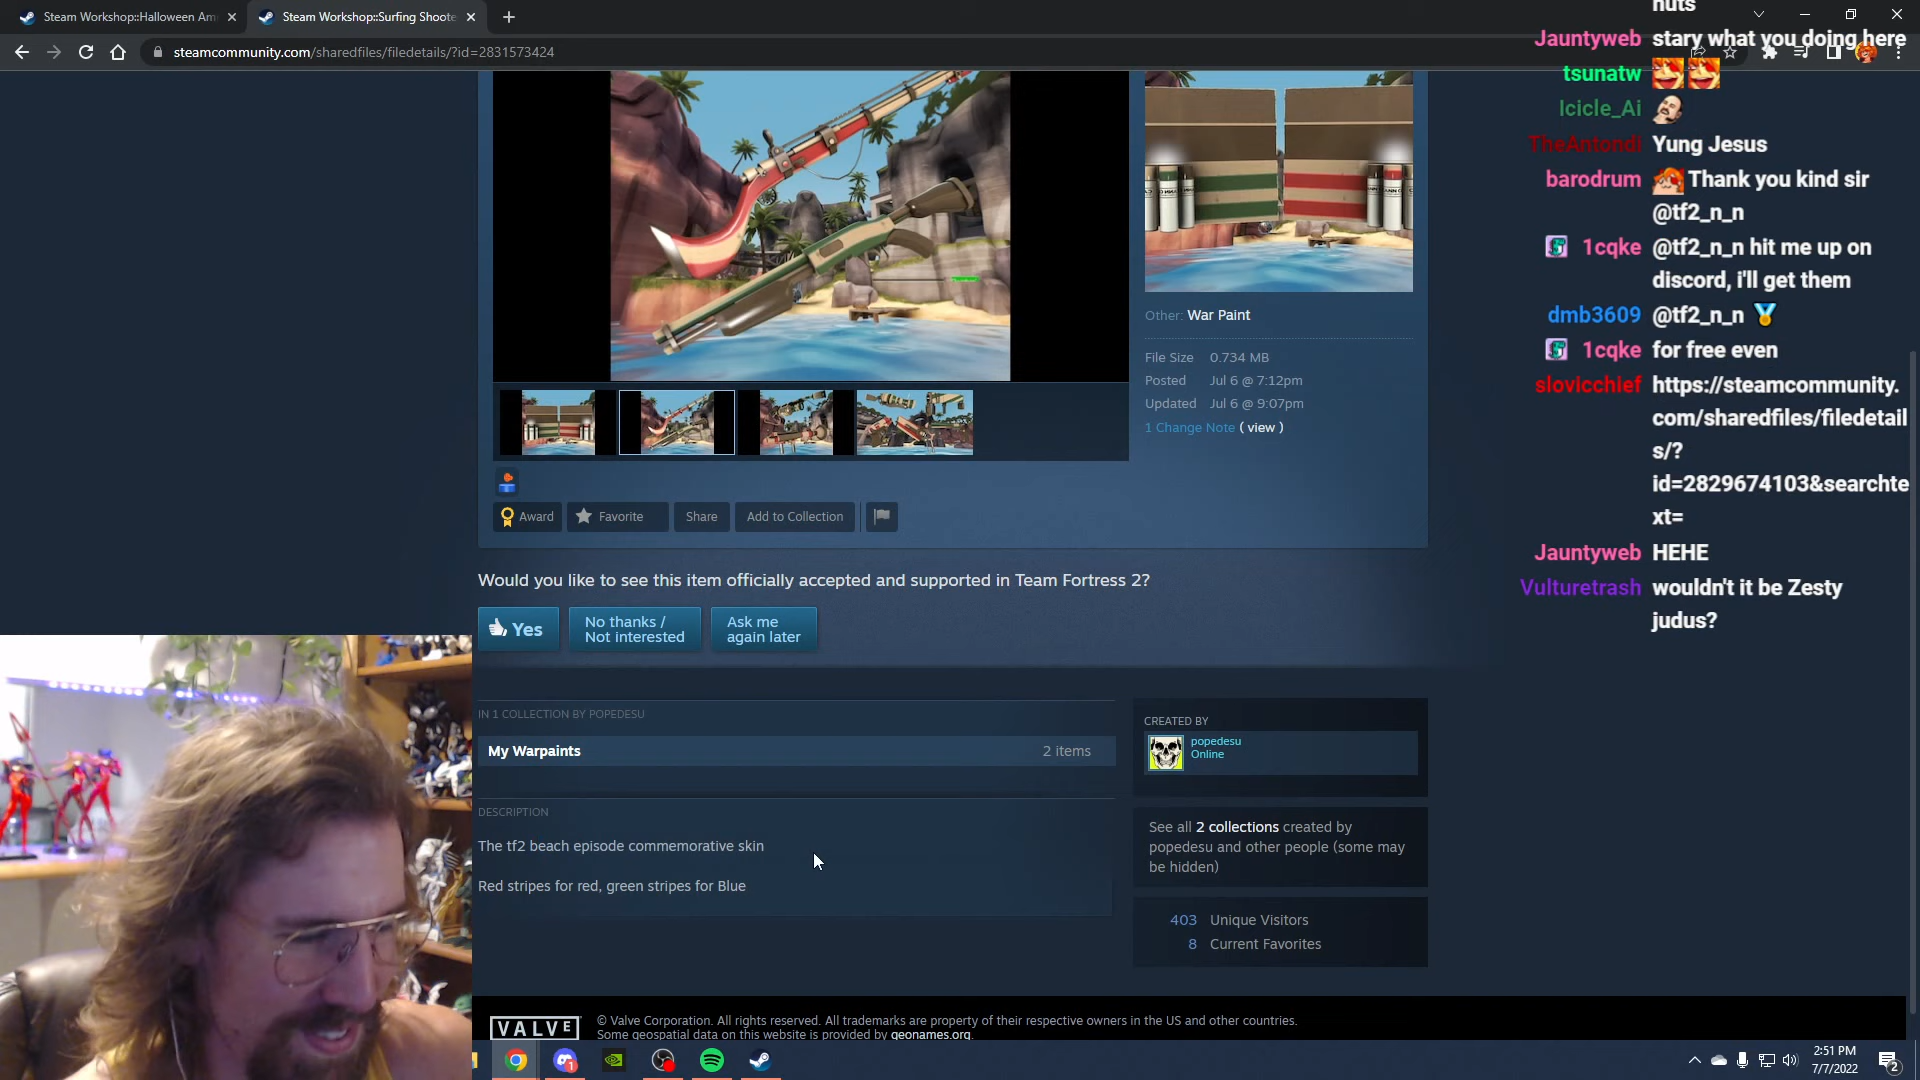 Steam Workshop::Halloween Am
Steam Workshop::Surfing Shoote
steamcommunity.com/sharedfiles/filedetails/?id=2831573424
Other: War Paint
File Size 0.734 MB
Posted Jul 6 @ 7:12pm
Updated Jul 6 @ 9:07pm
1 Change Note ( view )
Award
Favorite
Share
Add to Collection
Would you like to see this item officially accepted and supported in Team Fortress 2?
Yes
No thanks /
Not interested
Ask me
again later
IN 1 COLLECTION BY POPEDESU
My Warpaints 2 items
DESCRIPTION
The tf2 beach episode commemorative skin
Red stripes for red, green stripes for Blue
CREATED BY
popedesu
Online
See all 2 collections created by
popedesu and other people (some may
be hidden)
403 Unique Visitors
8 Current Favorites
VALVE
© Valve Corporation. All rights reserved. All trademarks are property of their respective owners in the US and other countries.
Some geospatial data on this website is provided by geonames.org.
nuts
Jauntyweb stary what you doing here
tsunatw
Icicle_Ai
TheAntondl Yung Jesus
barodrum Thank you kind sir
@tf2_n_n
1cqke @tf2_n_n hit me up on
discord, i'll get them
dmb3609 @tf2_n_n
1cqke for free even
slovicchief https://steamcommunity.
com/sharedfiles/filedetail
s/?
id=2829674103&searchte
xt=
Jauntyweb HEHE
Vulturetrash wouldn't it be Zesty
judus?
2:51 PM
7/7/2022
1
2